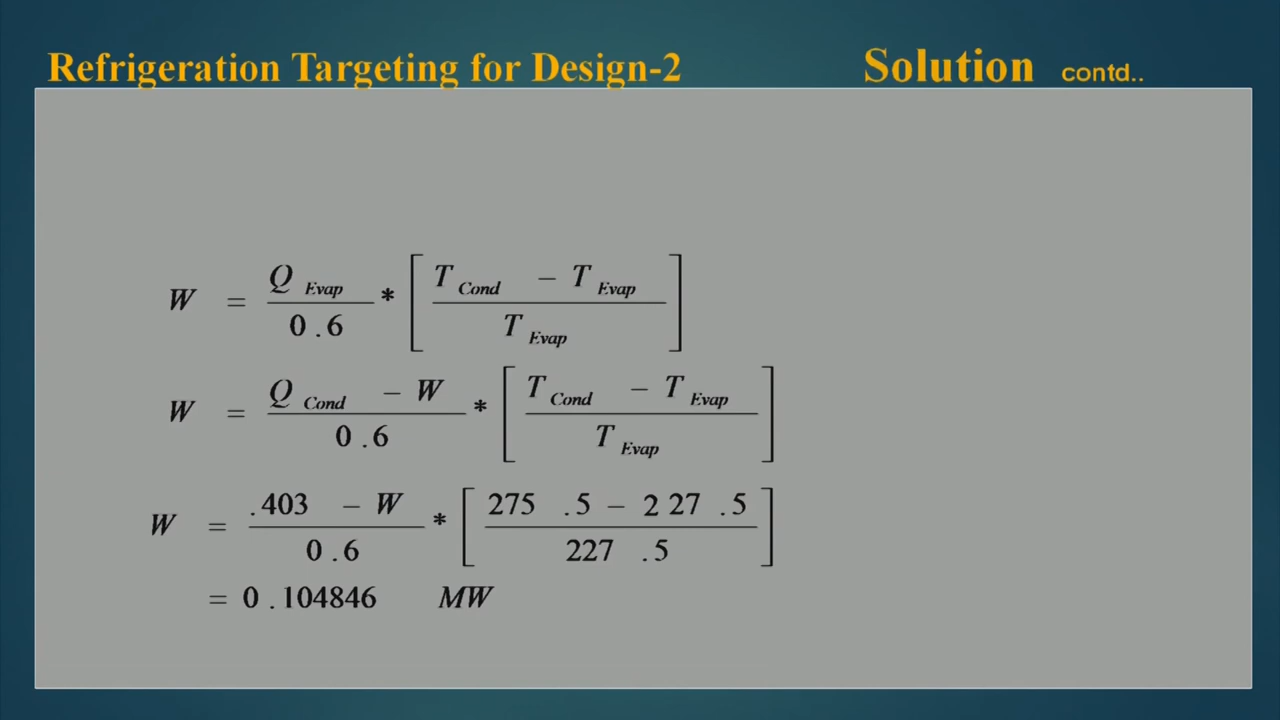 Refrigeration Targeting for Design-2 Solution contd..
W = Q Evap / 0.6 * [ T Cond − T Evap / T Evap ]
W = Q Cond − W / 0.6 * [ T Cond − T Evap / T Evap ]
W = .403 − W / 0.6 * [ 275.5 − 227.5 / 227.5 ]
= 0.104846 MW